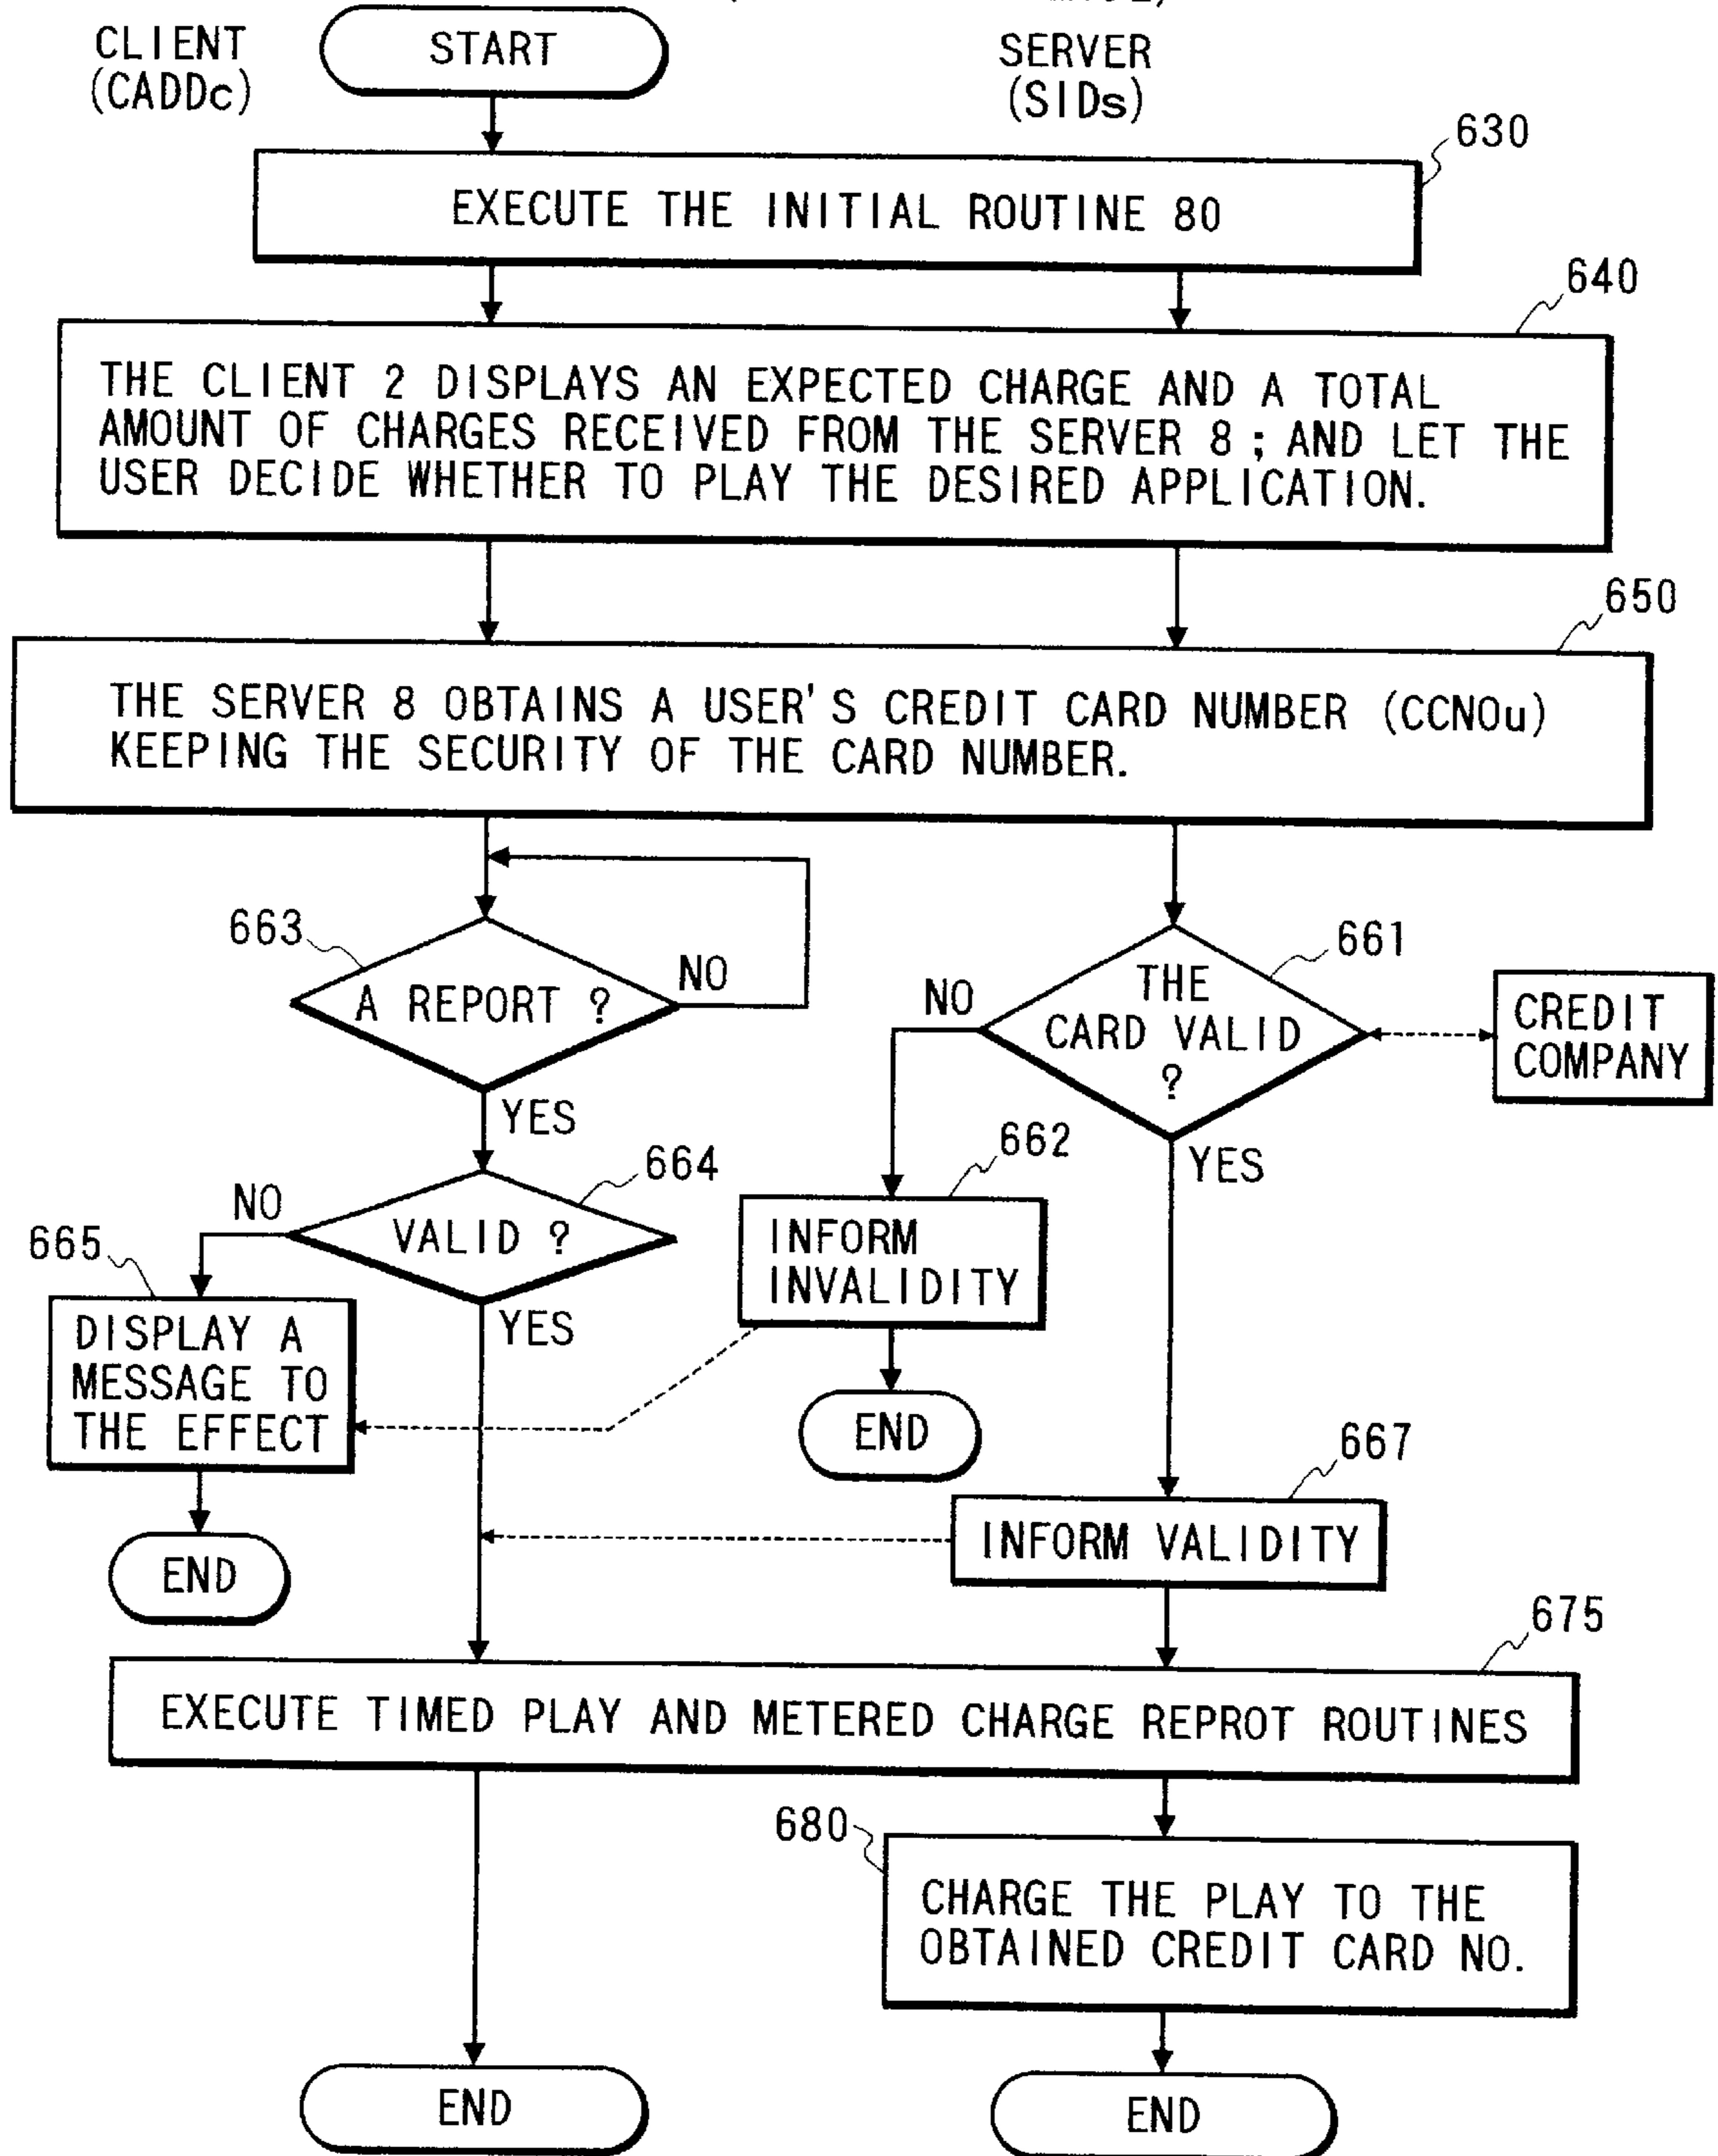 CLIENT
(CADDc)
START
SERVER
(SIDs)
630
EXECUTE THE INITIAL ROUTINE 80
640
THE CLIENT 2 DISPLAYS AN EXPECTED CHARGE AND A TOTAL
AMOUNT OF CHARGES RECEIVED FROM THE SERVER 8 ; AND LET THE
USER DECIDE WHETHER TO PLAY THE DESIRED APPLICATION.
650
THE SERVER 8 OBTAINS A USER'S CREDIT CARD NUMBER (CCNOu)
KEEPING THE SECURITY OF THE CARD NUMBER.
663
A REPORT ?
NO
YES
661
THE
CARD VALID
?
NO
YES
CREDIT
COMPANY
664
VALID ?
NO
YES
662
INFORM
INVALIDITY
END
665
DISPLAY A
MESSAGE TO
THE EFFECT
END
667
INFORM VALIDITY
675
EXECUTE TIMED PLAY AND METERED CHARGE REPROT ROUTINES
680
CHARGE THE PLAY TO THE
OBTAINED CREDIT CARD NO.
END
END